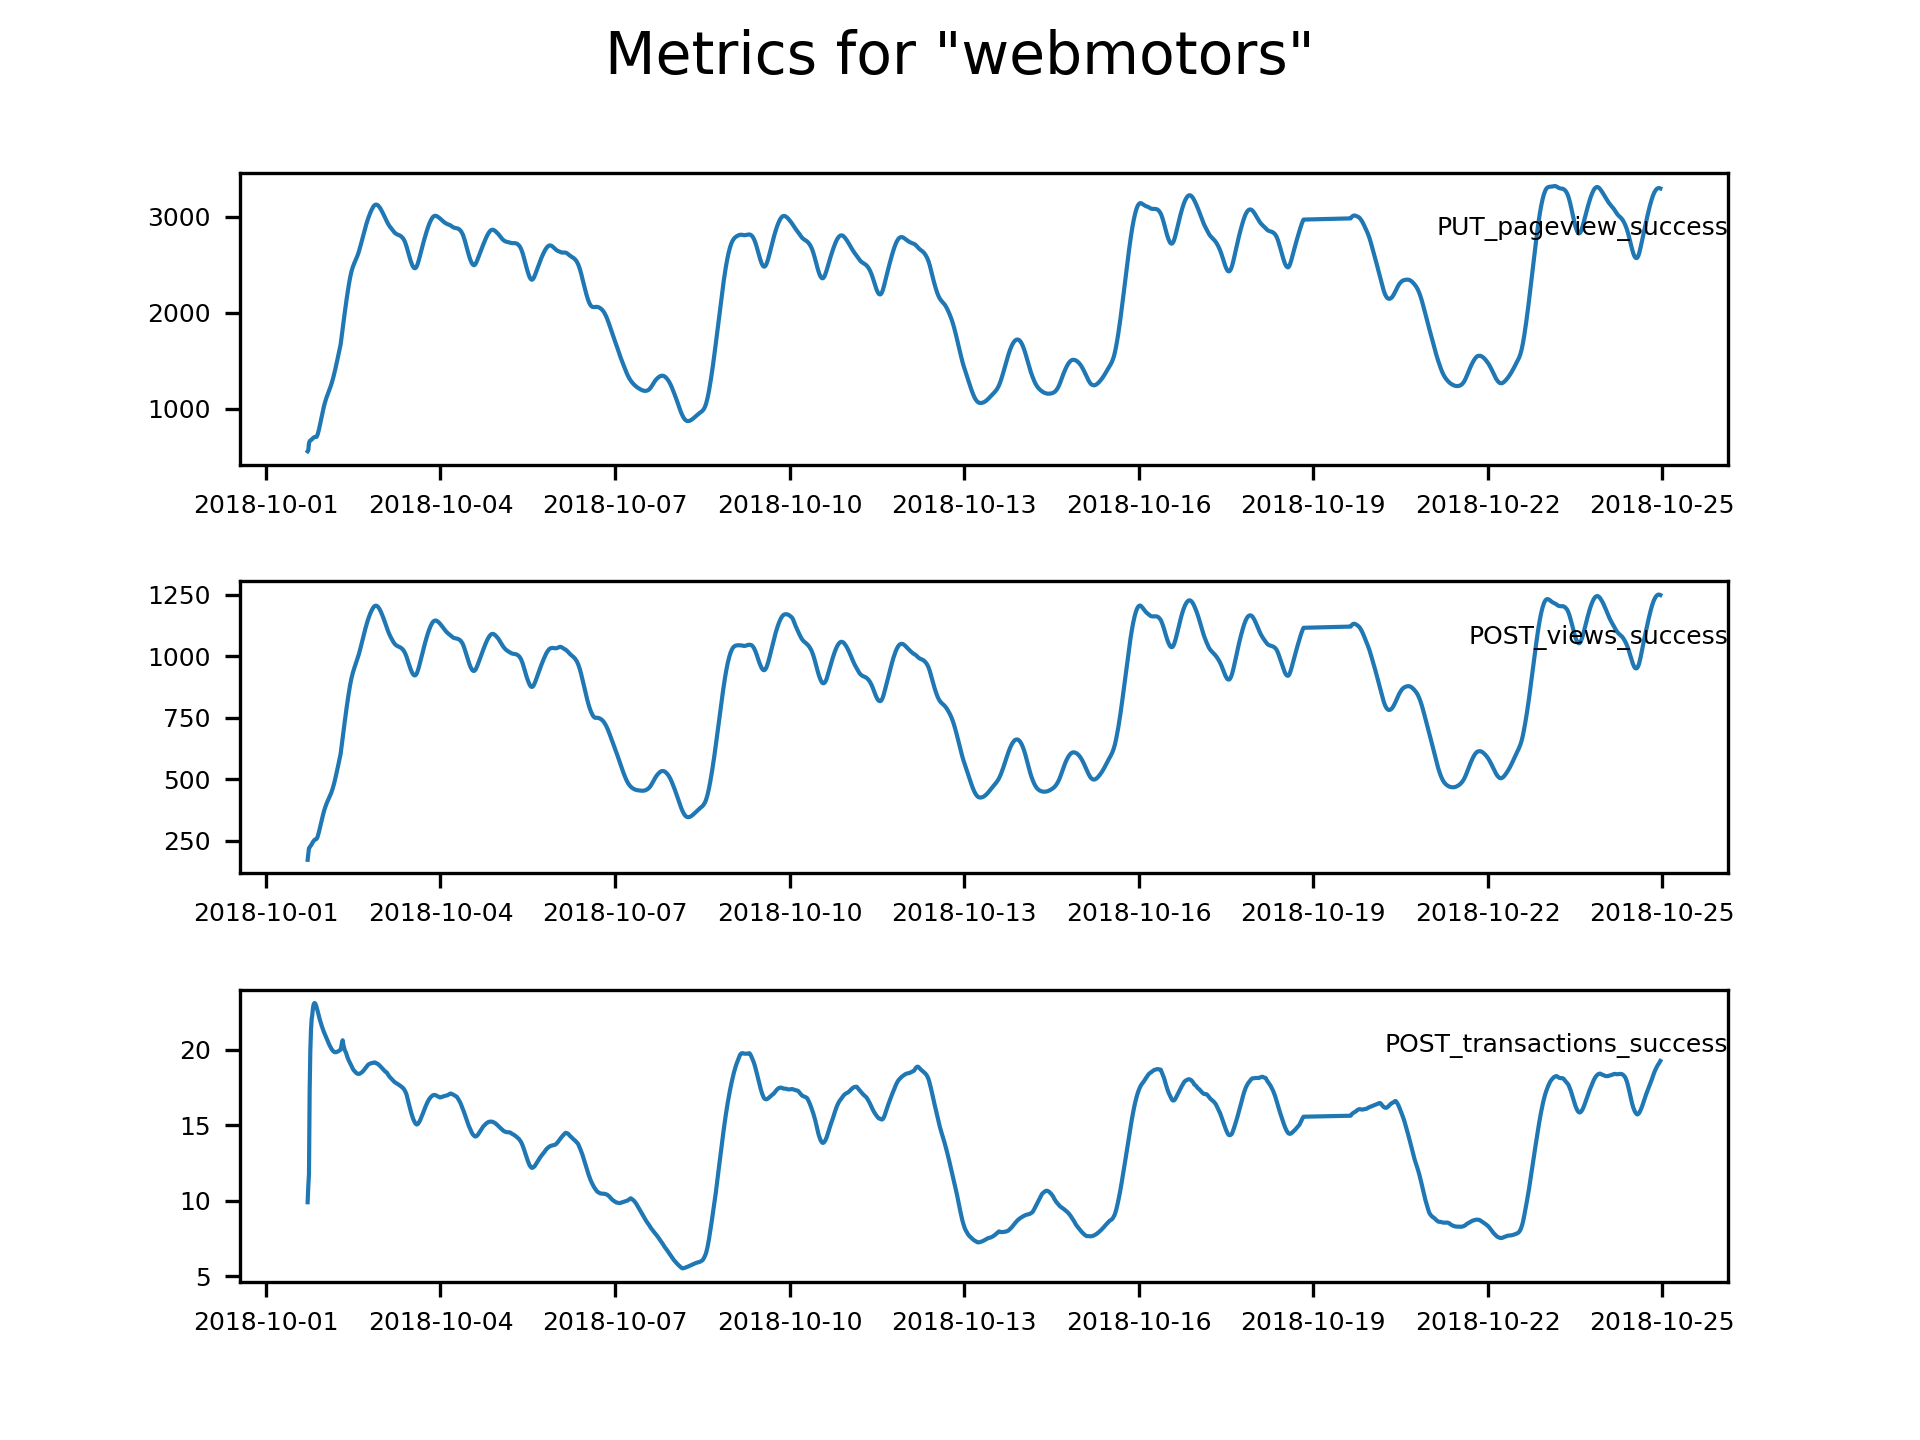 Metrics for "webmotors"
3000
2000
1000
PUT_pageview_success
2018-10-01 2018-10-04 2018-10-07 2018-10-10 2018-10-13 2018-10-16 2018-10-19 2018-10-22 2018-10-25
1250
1000
750
500
250
POST_views_success
2018-10-01 2018-10-04 2018-10-07 2018-10-10 2018-10-13 2018-10-16 2018-10-19 2018-10-22 2018-10-25
20
15
10
5
POST_transactions_success
2018-10-01 2018-10-04 2018-10-07 2018-10-10 2018-10-13 2018-10-16 2018-10-19 2018-10-22 2018-10-25